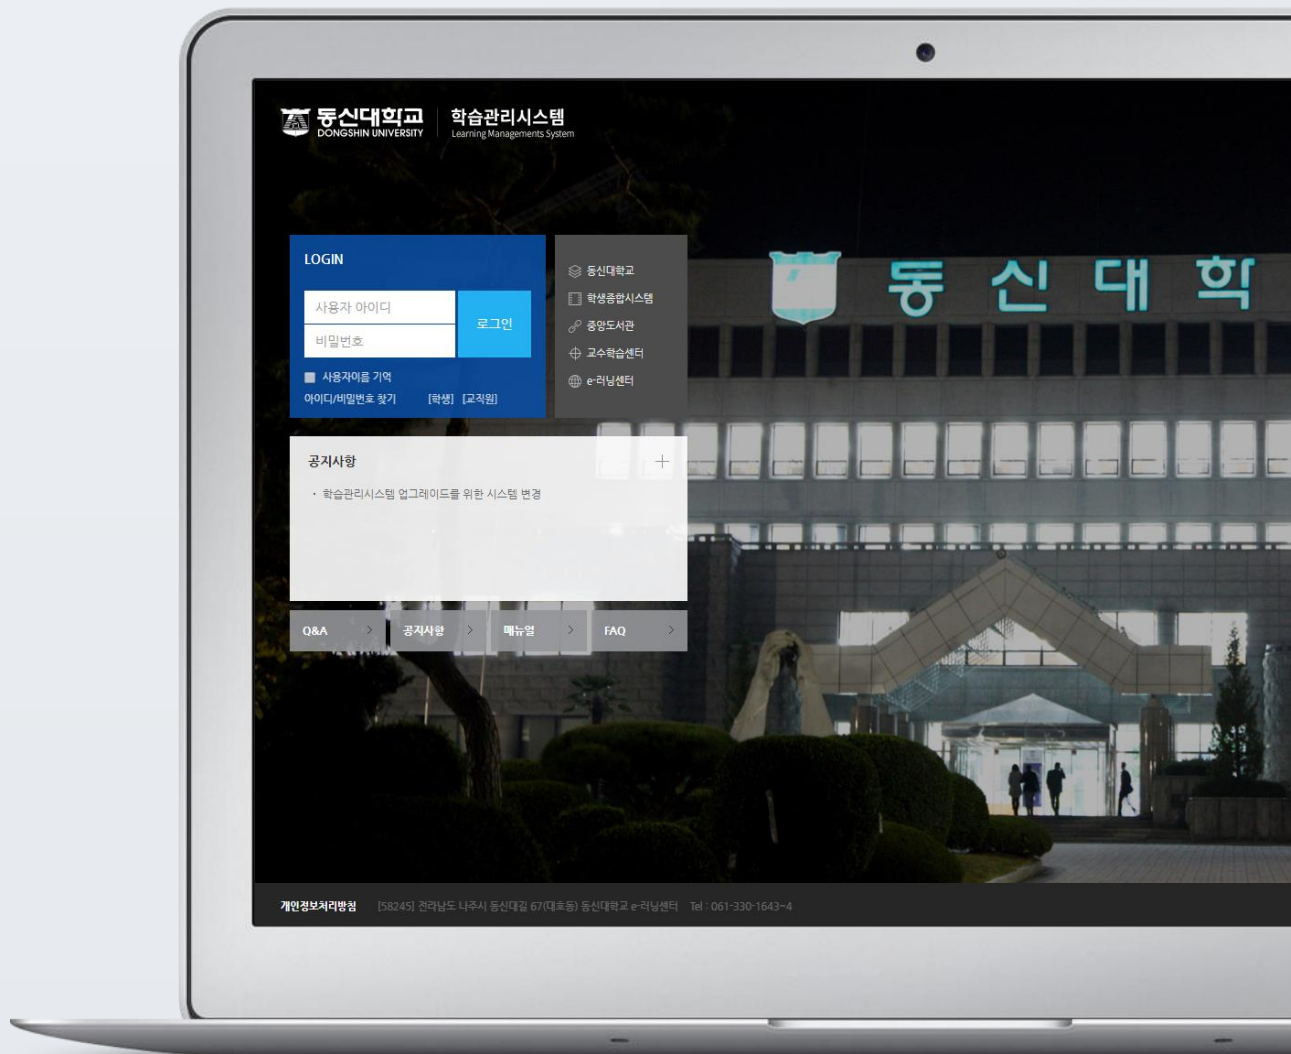 동신대학교
DONGSHIN UNIVERSITY
학습관리시스템
Learning Managements System
LOGIN
사용자 아이디
비밀번호
로그인
사용자이름 기억
아이디/비밀번호 찾기 [학생] [교직원]
동신대학교
학생종합시스템
중앙도서관
교수학습센터
e-러닝센터
동신대학
공지사항
· 학습관리시스템 업그레이드를 위한 시스템 변경
Q&A
공지사항
매뉴얼
FAQ
개인정보처리방침 [58245] 전라남도 나주시 동신대길 67(대호동) 동신대학교 e-러닝센터 Tel : 061-330-1643~4